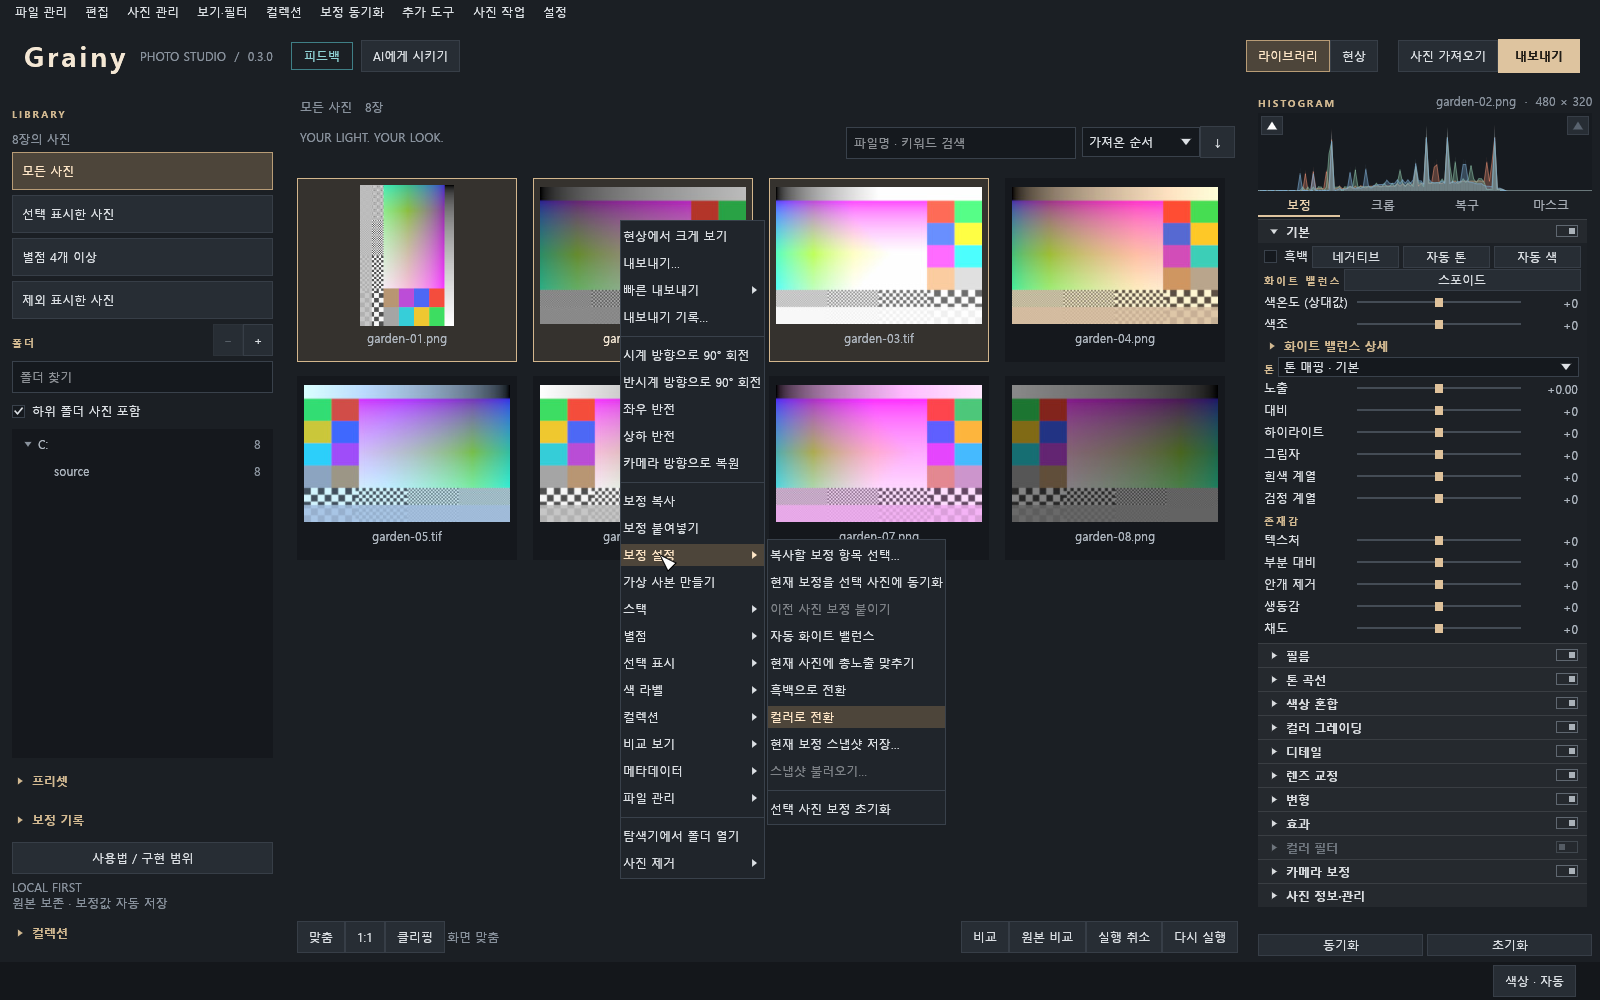 파일 관리 편집 사진 관리 보기·필터 컬렉션 보정 동기화 추가 도구 사진 작업 설정
Grainy PHOTO STUDIO / 0.3.0 피드백 AI에게 시키기 라이브러리 현상 사진 가져오기 내보내기
LIBRARY
8장의 사진
모든 사진
선택 표시한 사진
별점 4개 이상
제외 표시한 사진
폴더 − +
폴더 찾기
하위 폴더 사진 포함
C: 8
source 8
프리셋
보정 기록
사용법 / 구현 범위
LOCAL FIRST
원본 보존 · 보정값 자동 저장
컬렉션
모든 사진 8장
YOUR LIGHT. YOUR LOOK.
파일명 · 키워드 검색 가져온 순서 ↓
garden-01.png
gar
garden-03.tif
garden-04.png
garden-05.tif
gar
garden-07.png
garden-08.png
현상에서 크게 보기
내보내기...
빠른 내보내기
내보내기 기록...
시계 방향으로 90° 회전
반시계 방향으로 90° 회전
좌우 반전
상하 반전
카메라 방향으로 복원
보정 복사
보정 붙여넣기
보정 설정
가상 사본 만들기
스택
별점
선택 표시
색 라벨
컬렉션
비교 보기
메타데이터
파일 관리
탐색기에서 폴더 열기
사진 제거
복사할 보정 항목 선택...
현재 보정을 선택 사진에 동기화
이전 사진 보정 붙이기
자동 화이트 밸런스
현재 사진에 총노출 맞추기
흑백으로 전환
컬러로 전환
현재 보정 스냅샷 저장...
스냅샷 불러오기...
선택 사진 보정 초기화
맞춤 1:1 클리핑 화면 맞춤
비교 원본 비교 실행 취소 다시 실행
HISTOGRAM garden-02.png · 480 × 320
보정 크롭 복구 마스크
기본
흑백 네거티브 자동 톤 자동 색
화이트 밸런스 스포이드
색온도 (상대값) +0
색조 +0
화이트 밸런스 상세
톤 톤 매핑 · 기본
노출 +0.00
대비 +0
하이라이트 +0
그림자 +0
흰색 계열 +0
검정 계열 +0
존재감
텍스처 +0
부분 대비 +0
안개 제거 +0
생동감 +0
채도 +0
필름
톤 곡선
색상 혼합
컬러 그레이딩
디테일
렌즈 교정
변형
효과
컬러 필터
카메라 보정
사진 정보·관리
동기화 초기화
색상 · 자동